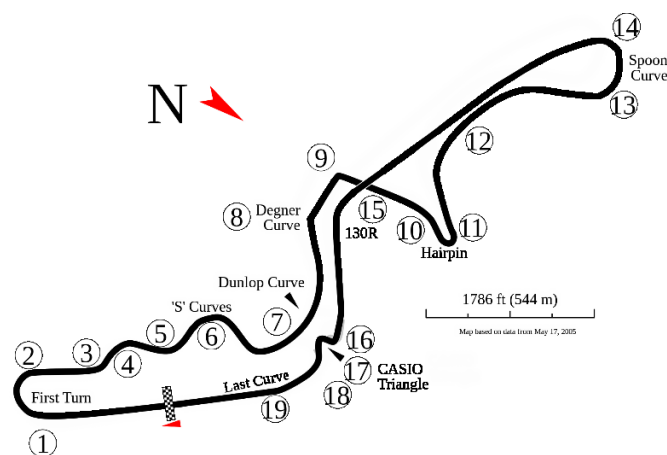 14
Spoon
Curve
13
N
12
9
8
Degner
Curve
15
10
11
130R
Hairpin
Dunlop Curve
'S' Curves
7
1786 ft (544 m)
Map based on data from May 17, 2005
5
6
3
4
2
16
17
CASIO
Triangle
18
Last Curve
19
First Turn
1